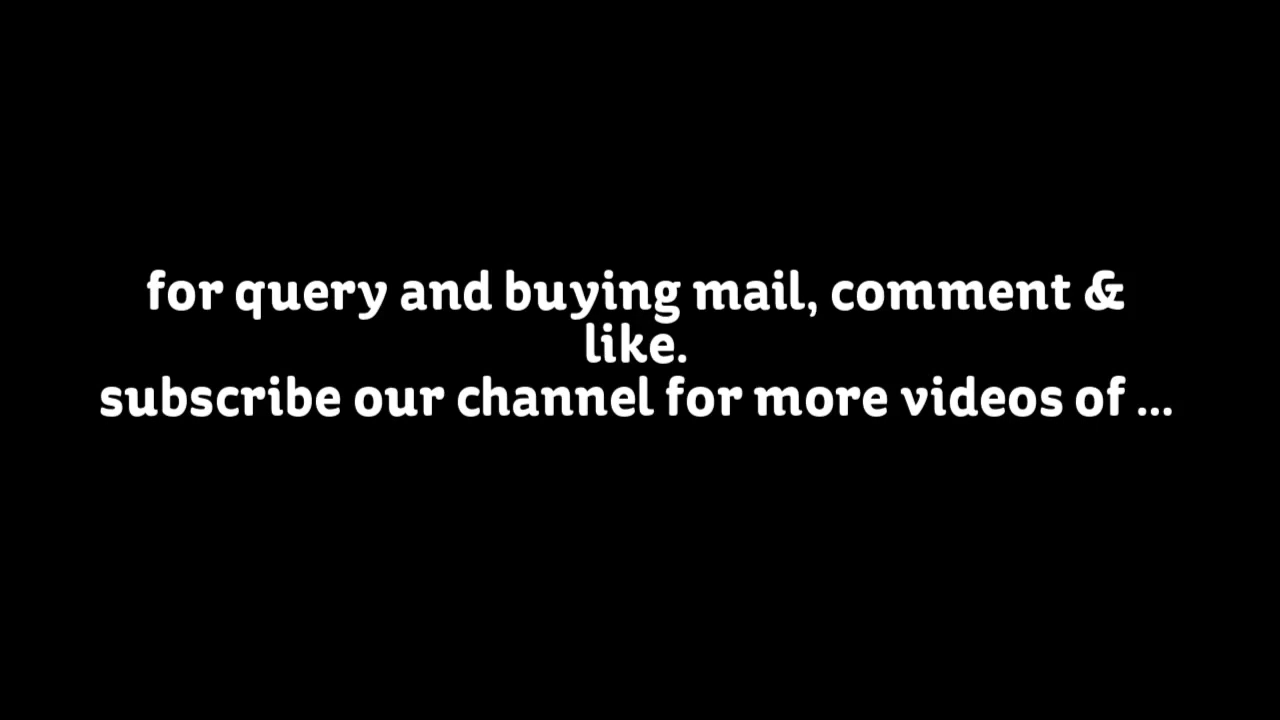 for query and buying mail, comment &
like.
subscribe our channel for more videos of ...